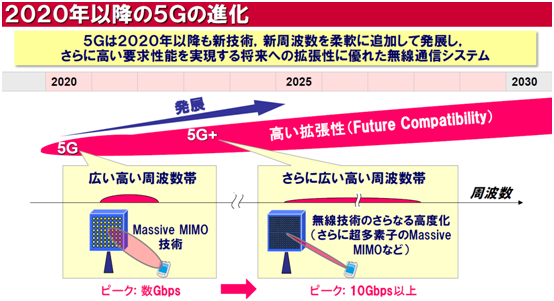 2020年以降の5Gの進化
5Gは2020年以降も新技術，新周波数を柔軟に追加して発展し，
さらに高い要求性能を実現する将来への拡張性に優れた無線通信システム
2020
2025
2030
発展
5G
5G+
高い拡張性(Future Compatibility)
広い高い周波数帯
さらに広い高い周波数帯
周波数
Massive MIMO
技術
無線技術のさらなる高度化
(さらに超多素子のMassive
MIMOなど)
ピーク: 数Gbps
ピーク: 10Gbps以上